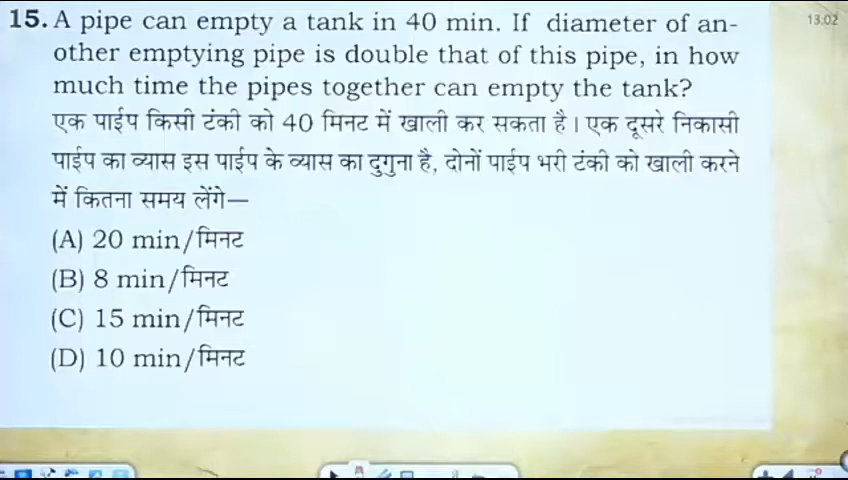 15. A pipe can empty a tank in 40 min. If diameter of an-
other emptying pipe is double that of this pipe, in how
much time the pipes together can empty the tank?
एक पाईप किसी टंकी को 40 मिनट में खाली कर सकता है। एक दूसरे निकासी
पाईप का व्यास इस पाईप के व्यास का दुगुना है, दोनों पाईप भरी टंकी को खाली करने
में कितना समय लेंगे—
(A) 20 min/मिनट
(B) 8 min/मिनट
(C) 15 min/मिनट
(D) 10 min/मिनट
13:02